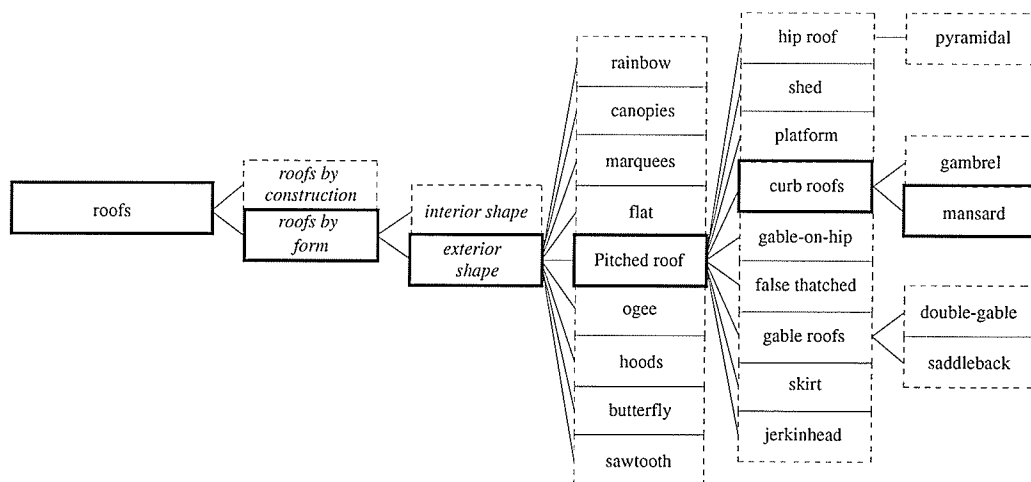 roofs
roofs by
construction
roofs by
form
interior shape
exterior
shape
rainbow
canopies
marquees
flat
Pitched roof
ogee
hoods
butterfly
sawtooth
hip roof
shed
platform
curb roofs
gable-on-hip
false thatched
gable roofs
skirt
jerkinhead
pyramidal
gambrel
mansard
double-gable
saddleback